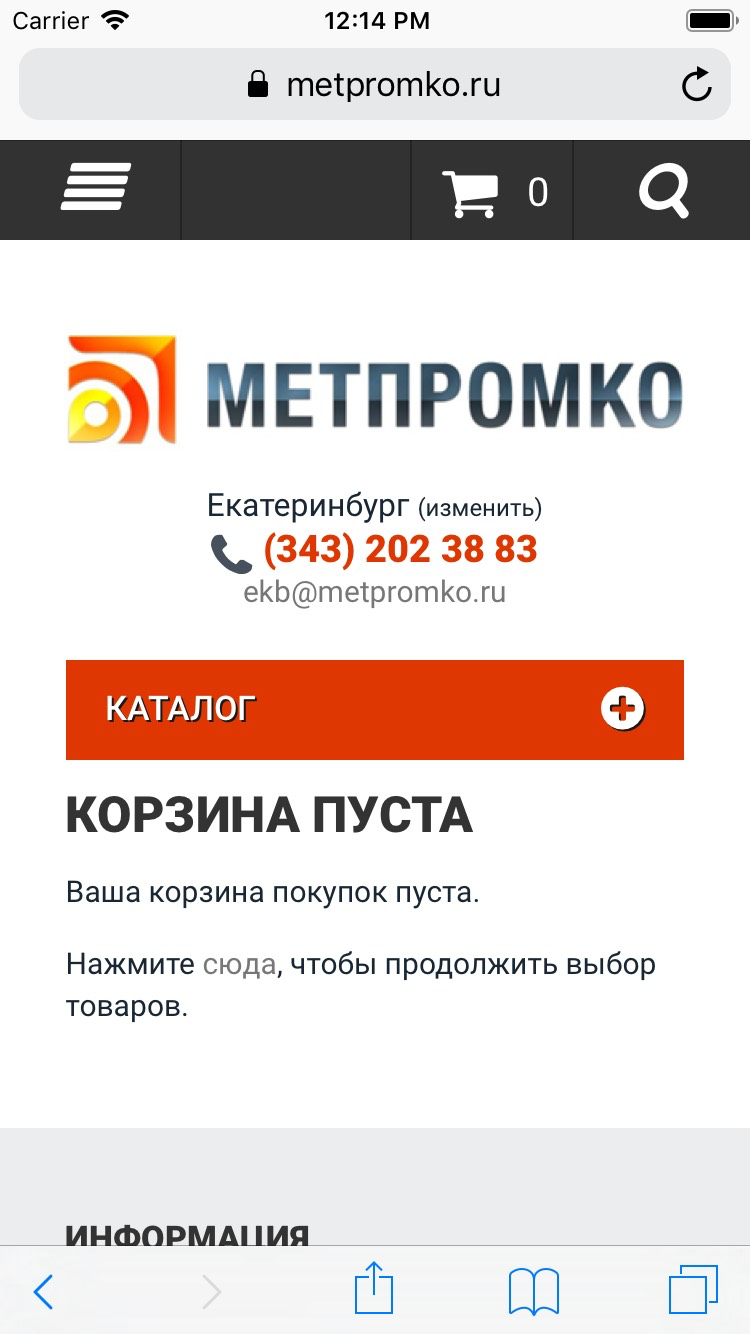 Carrier 12:14 PM
metpromko.ru
0
МЕТПРОМКО
Екатеринбург (изменить)
(343) 202 38 83
ekb@metpromko.ru
КАТАЛОГ
КОРЗИНА ПУСТА
Ваша корзина покупок пуста.
Нажмите сюда, чтобы продолжить выбор
товаров.
ИНФОРМАЦИЯ